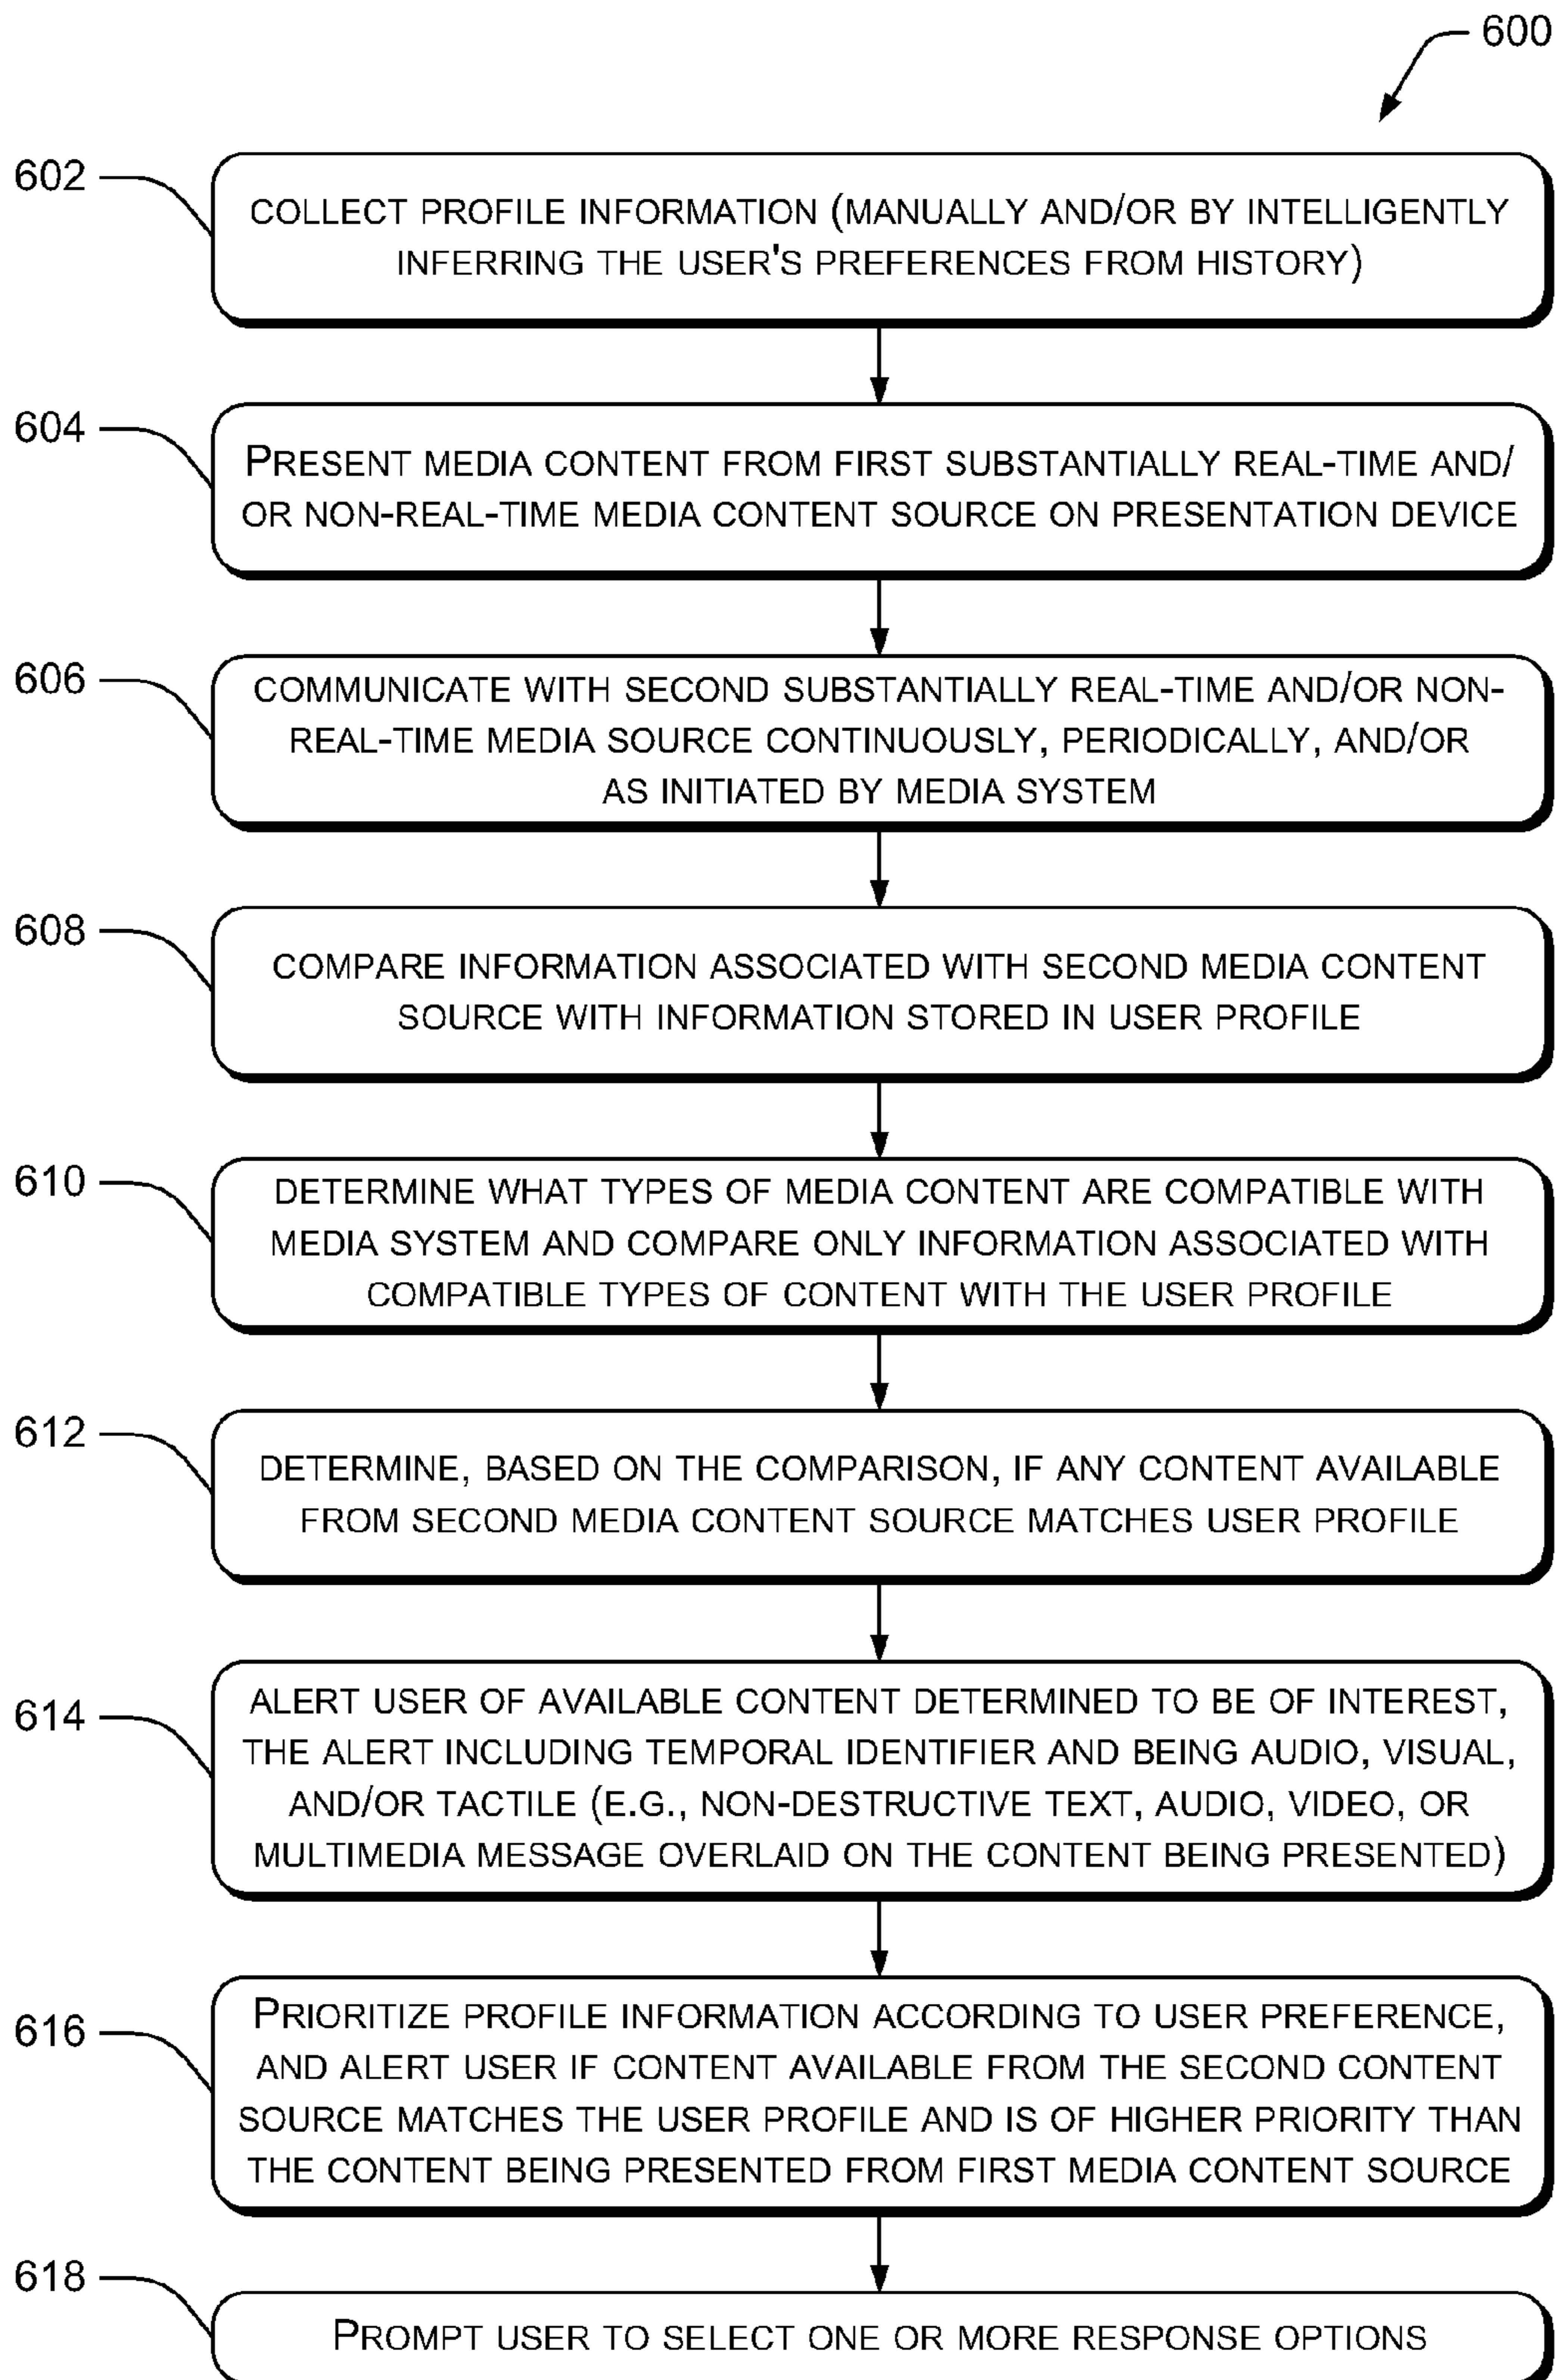 600
602
COLLECT PROFILE INFORMATION (MANUALLY AND/OR BY INTELLIGENTLY
INFERRING THE USER'S PREFERENCES FROM HISTORY)
604
PRESENT MEDIA CONTENT FROM FIRST SUBSTANTIALLY REAL-TIME AND/
OR NON-REAL-TIME MEDIA CONTENT SOURCE ON PRESENTATION DEVICE
606
COMMUNICATE WITH SECOND SUBSTANTIALLY REAL-TIME AND/OR NON-
REAL-TIME MEDIA SOURCE CONTINUOUSLY, PERIODICALLY, AND/OR
AS INITIATED BY MEDIA SYSTEM
608
COMPARE INFORMATION ASSOCIATED WITH SECOND MEDIA CONTENT
SOURCE WITH INFORMATION STORED IN USER PROFILE
610
DETERMINE WHAT TYPES OF MEDIA CONTENT ARE COMPATIBLE WITH
MEDIA SYSTEM AND COMPARE ONLY INFORMATION ASSOCIATED WITH
COMPATIBLE TYPES OF CONTENT WITH THE USER PROFILE
612
DETERMINE, BASED ON THE COMPARISON, IF ANY CONTENT AVAILABLE
FROM SECOND MEDIA CONTENT SOURCE MATCHES USER PROFILE
614
ALERT USER OF AVAILABLE CONTENT DETERMINED TO BE OF INTEREST,
THE ALERT INCLUDING TEMPORAL IDENTIFIER AND BEING AUDIO, VISUAL,
AND/OR TACTILE (E.G., NON-DESTRUCTIVE TEXT, AUDIO, VIDEO, OR
MULTIMEDIA MESSAGE OVERLAID ON THE CONTENT BEING PRESENTED)
616
PRIORITIZE PROFILE INFORMATION ACCORDING TO USER PREFERENCE,
AND ALERT USER IF CONTENT AVAILABLE FROM THE SECOND CONTENT
SOURCE MATCHES THE USER PROFILE AND IS OF HIGHER PRIORITY THAN
THE CONTENT BEING PRESENTED FROM FIRST MEDIA CONTENT SOURCE
618
PROMPT USER TO SELECT ONE OR MORE RESPONSE OPTIONS